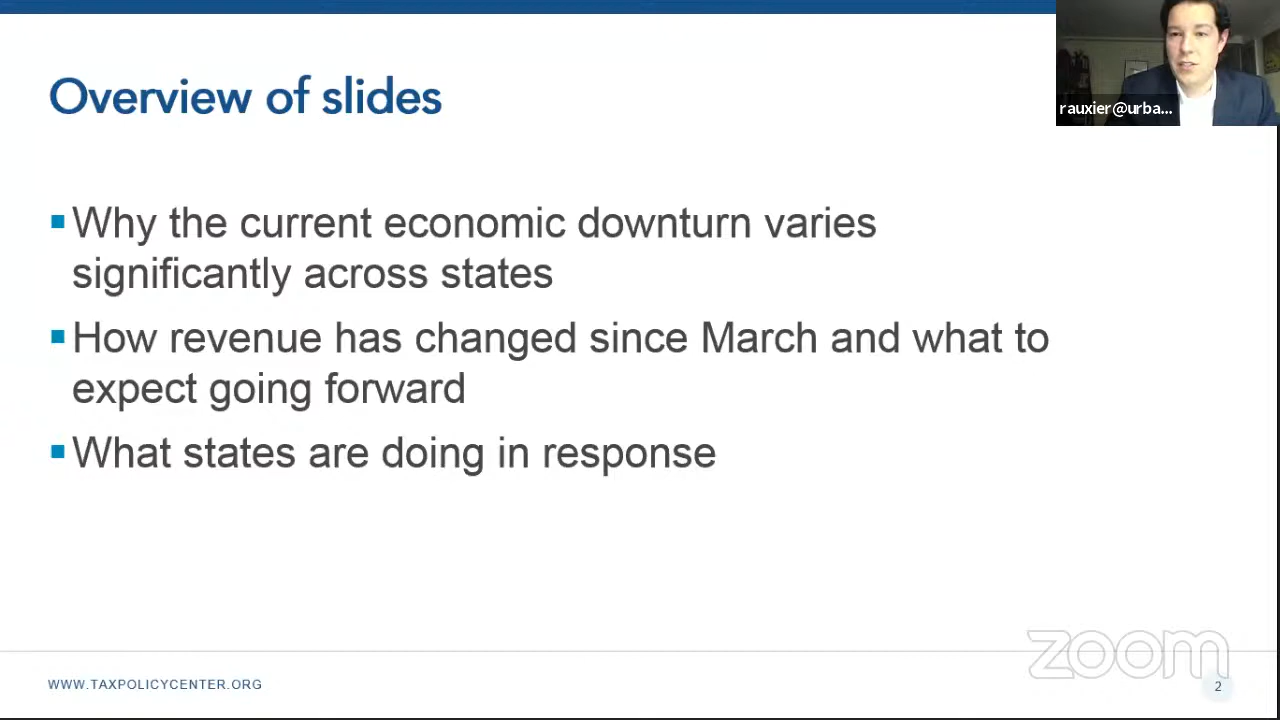 Overview of slides
rauxier@urba...
▪Why the current economic downturn varies
significantly across states
▪How revenue has changed since March and what to
expect going forward
▪What states are doing in response
zoom
WWW.TAXPOLICYCENTER.ORG
2